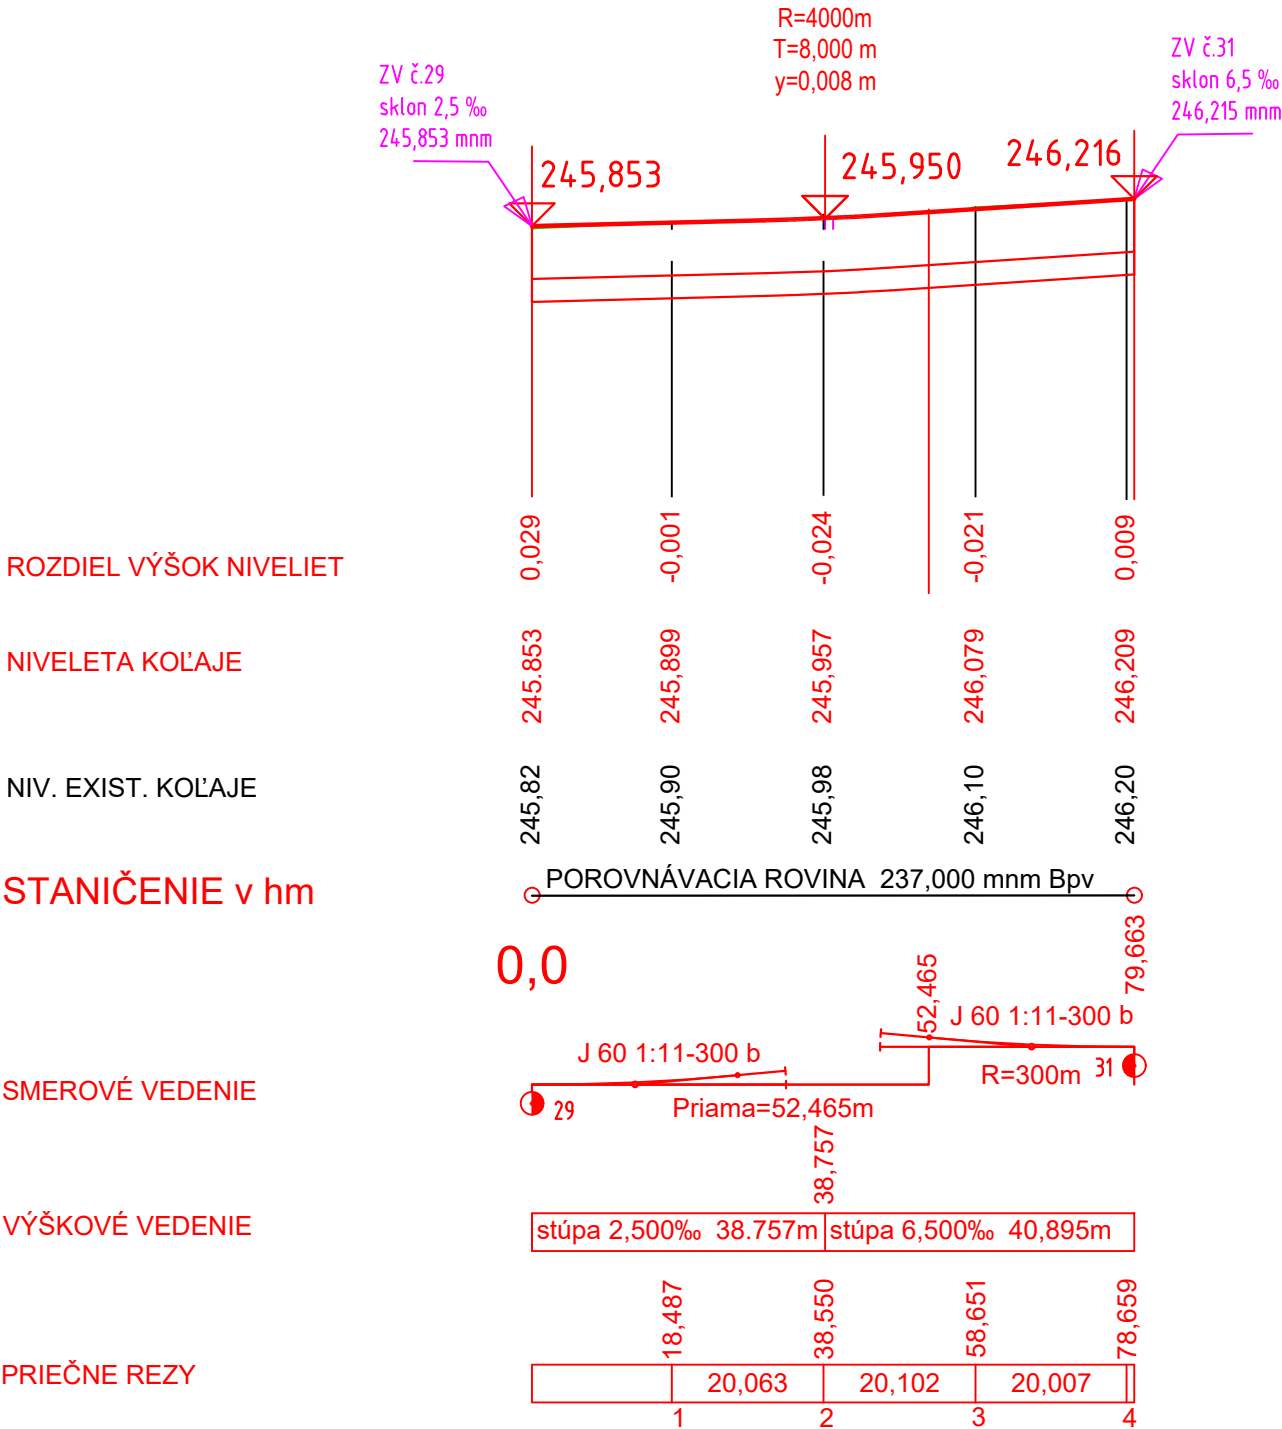 R=4000m
T=8,000 m
y=0,008 m
ZV č.29
sklon 2,5 ‰
245,853 mnm
ZV č.31
sklon 6,5 ‰
246,215 mnm
245,853
245,950
246,216
ROZDIEL VÝŠOK NIVELIET
0,029
-0,001
-0,024
-0,021
0,009
NIVELETA KOĽAJE
245.853
245,899
245,957
246,079
246,209
NIV. EXIST. KOĽAJE
245,82
245,90
245,98
246,10
246,20
STANIČENIE v hm
POROVNÁVACIA ROVINA 237,000 mnm Bpv
0,0
52,465
79,663
SMEROVÉ VEDENIE
J 60 1:11-300 b
J 60 1:11-300 b
29
Priama=52,465m
R=300m
31
38,757
VÝŠKOVÉ VEDENIE
stúpa 2,500‰ 38.757m
stúpa 6,500‰ 40,895m
18,487
38,550
58,651
78,659
PRIEČNE REZY
20,063
20,102
20,007
1
2
3
4